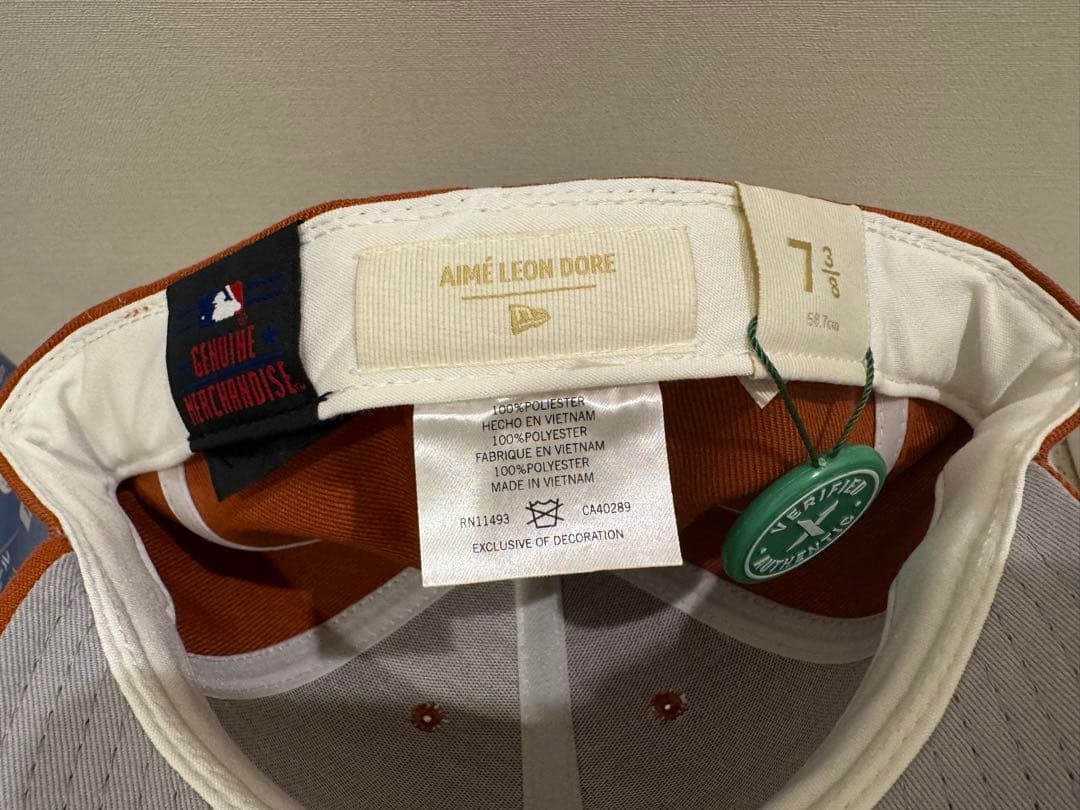 AIMÉ LEON DORE
7 3/8
58.7cm
GENUINE
MERCHANDISE™
100%POLIESTER
HECHO EN VIETNAM
100%POLYESTER
FABRIQUE EN VIETNAM
100%POLYESTER
MADE IN VIETNAM
RN11493 CA40289
EXCLUSIVE OF DECORATION
VERIFIED
X
AUTHENTIC